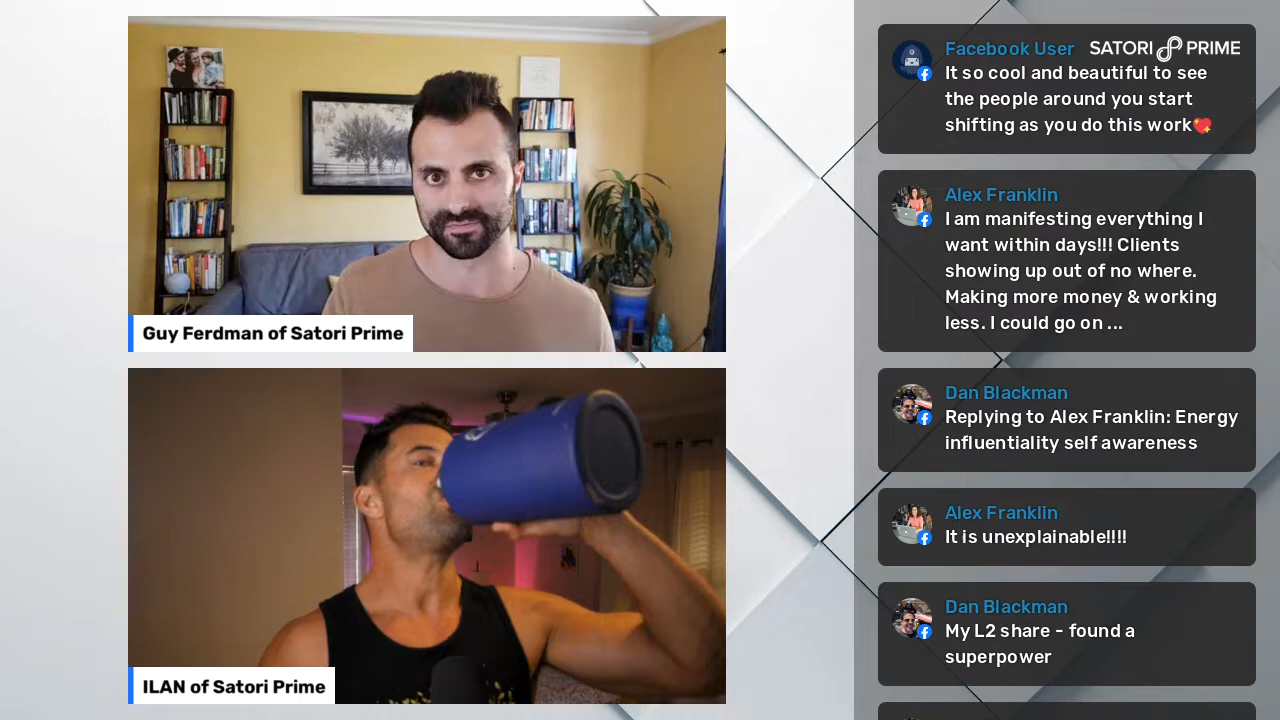 Guy Ferdman of Satori Prime
ILAN of Satori Prime
Facebook User
SATORI PRIME
It so cool and beautiful to see
the people around you start
shifting as you do this work💖
Alex Franklin
I am manifesting everything I
want within days!!! Clients
showing up out of no where.
Making more money & working
less. I could go on ...
Dan Blackman
Replying to Alex Franklin: Energy
influentiality self awareness
Alex Franklin
It is unexplainable!!!!
Dan Blackman
My L2 share - found a
superpower